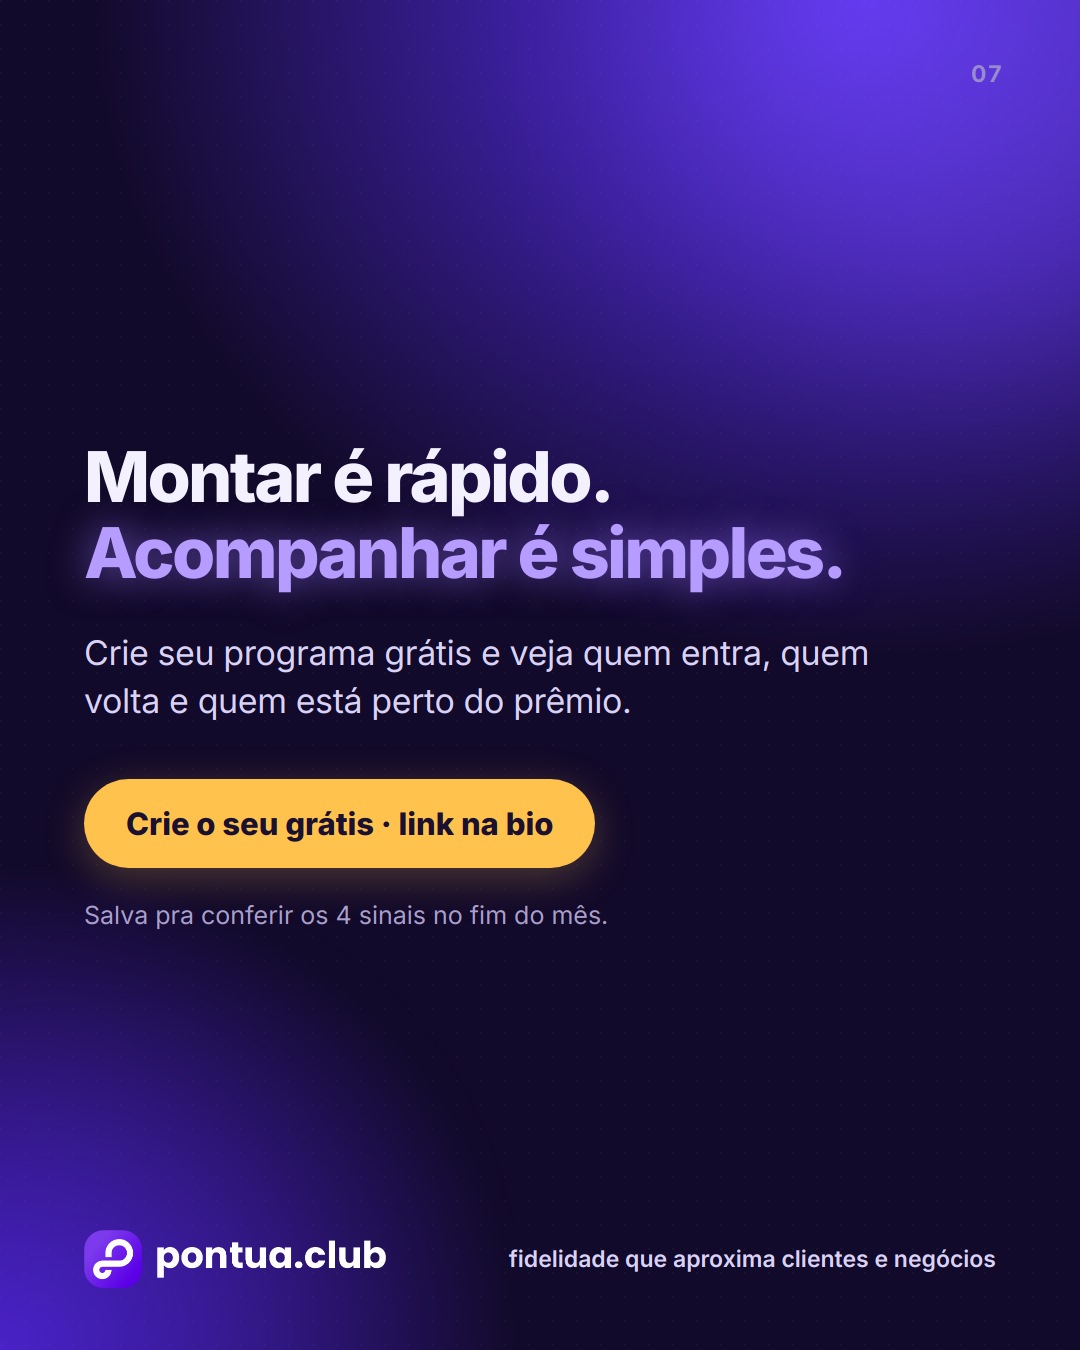 07
Montar é rápido.
Acompanhar é simples.
Crie seu programa grátis e veja quem entra, quem
volta e quem está perto do prêmio.
Crie o seu grátis · link na bio
Salva pra conferir os 4 sinais no fim do mês.
pontua.club
fidelidade que aproxima clientes e negócios